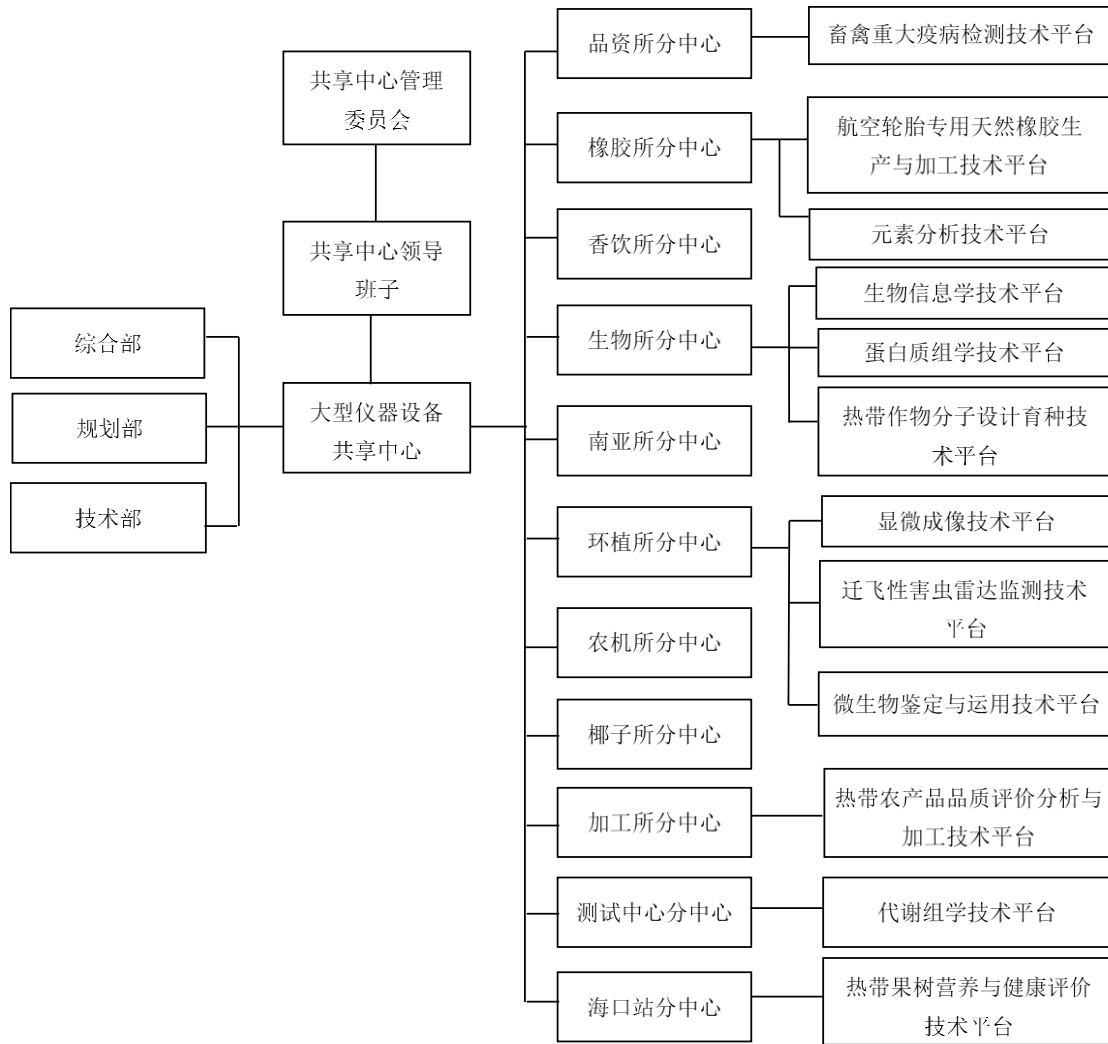 共享中心管理
委员会
共享中心领导
班子
综合部
规划部
技术部
大型仪器设备
共享中心
品资所分中心
畜禽重大疫病检测技术平台
橡胶所分中心
航空轮胎专用天然橡胶生
产与加工技术平台
元素分析技术平台
香饮所分中心
生物所分中心
生物信息学技术平台
蛋白质组学技术平台
热带作物分子设计育种技
术平台
南亚所分中心
环植所分中心
显微成像技术平台
迁飞性害虫雷达监测技术
平台
微生物鉴定与运用技术平台
农机所分中心
椰子所分中心
加工所分中心
热带农产品品质评价分析与
加工技术平台
测试中心分中心
代谢组学技术平台
海口站分中心
热带果树营养与健康评价
技术平台